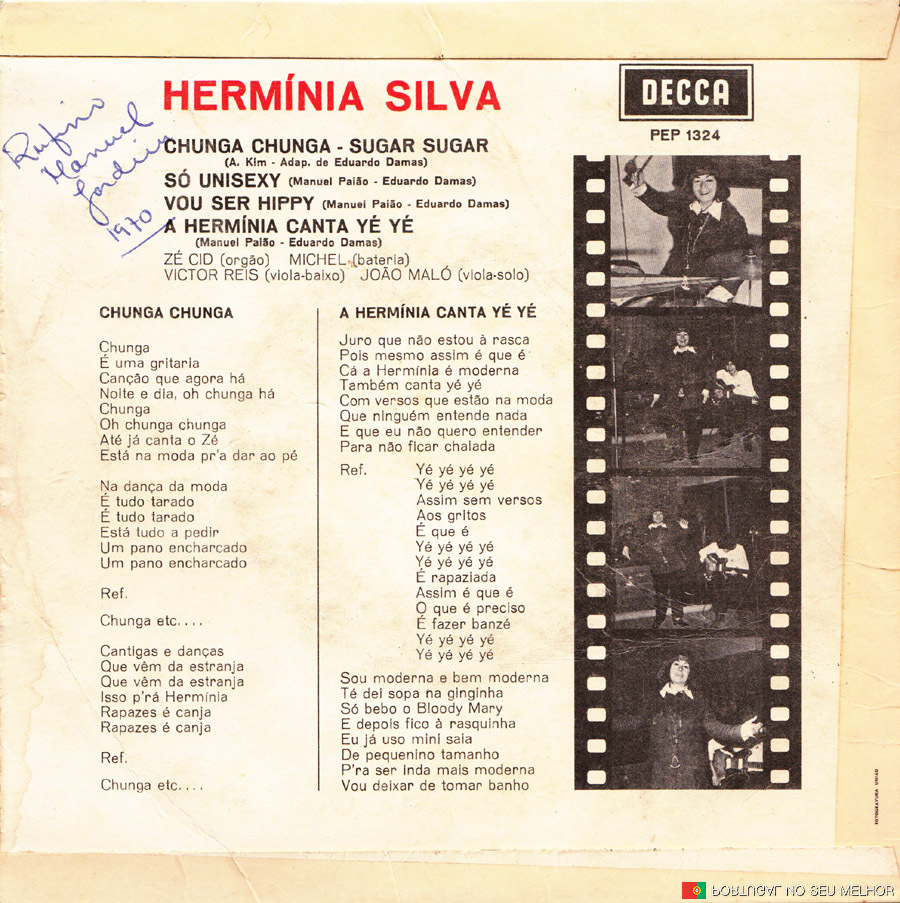 HERMÍNIA SILVA
DECCA
PEP 1324
Rufino
Manuel
1970
CHUNGA CHUNGA - SUGAR SUGAR
(A. Kim - Adap. de Eduardo Damas)
SÓ UNISEXY (Manuel Paião - Eduardo Damas)
VOU SER HIPPY (Manuel Paião - Eduardo Damas)
A HERMÍNIA CANTA YÉ YÉ
(Manuel Paião - Eduardo Damas)
ZÉ CID (orgão) MICHEL (bateria)
VICTOR REIS (viola-baixo) JOÃO MALÓ (viola-solo)
CHUNGA CHUNGA
Chunga
É uma gritaria
Canção que agora há
Noite e dia, oh chunga há
Chunga
Oh chunga chunga
Até já canta o Zé
Está na moda pr'a dar ao pé
Na dança da moda
É tudo tarado
É tudo tarado
Está tudo a pedir
Um pano encharcado
Um pano encharcado
Ref.
Chunga etc....
Cantigas e danças
Que vêm da estranja
Que vêm da estranja
Isso p'rá Hermínia
Rapazes é canja
Rapazes é canja
Ref.
Chunga etc....
A HERMÍNIA CANTA YÉ YÉ
Juro que não estou à rasca
Pois mesmo assim é que é
Cá a Hermínia é moderna
Também canta yé yé
Com versos que estão na moda
Que ninguém entende nada
E que eu não quero entender
Para não ficar chalada
Ref. Yé yé yé yé
Yé yé yé yé
Assim sem versos
Aos gritos
É que é
Yé yé yé yé
Yé yé yé yé
É rapaziada
Assim é que é
O que é preciso
É fazer banzé
Yé yé yé yé
Yé yé yé yé
Sou moderna e bem moderna
Té dei sopa na ginginha
Só bebo o Bloody Mary
E depois fico à rasquinha
Eu já uso mini saia
De pequenino tamanho
P'ra ser inda mais moderna
Vou deixar de tomar banho
FOTOGRAVURA UNIÃO
PORTUGAL NO SEU MELHOR